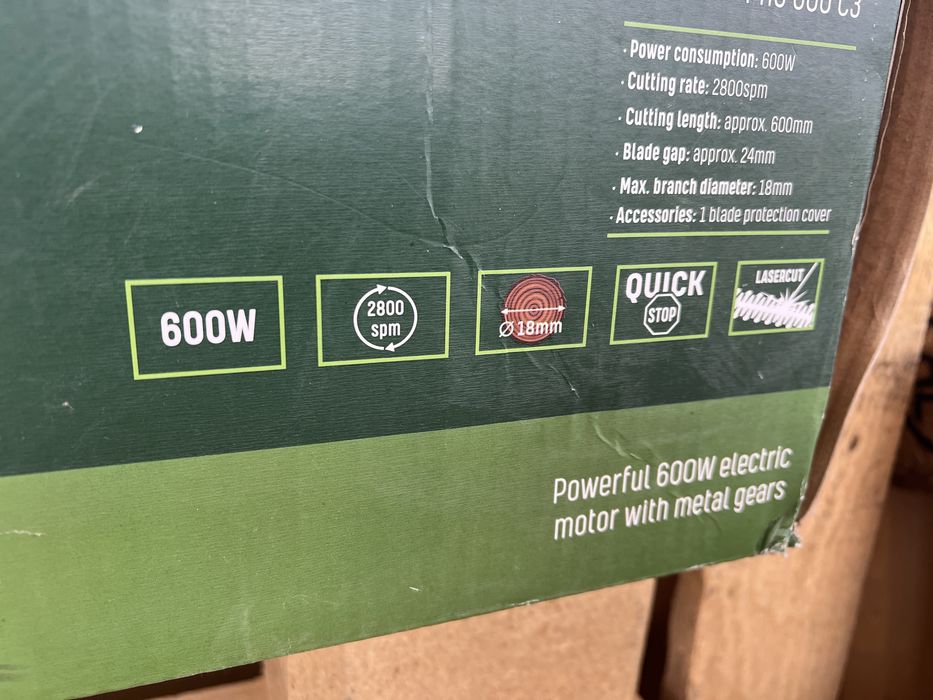 · Power consumption: 600W
· Cutting rate: 2800spm
· Cutting length: approx. 600mm
· Blade gap: approx. 24mm
· Max. branch diameter: 18mm
· Accessories: 1 blade protection cover
600W
2800
spm
Ø 18mm
QUICK
STOP
LASERCUT
Powerful 600W electric
motor with metal gears